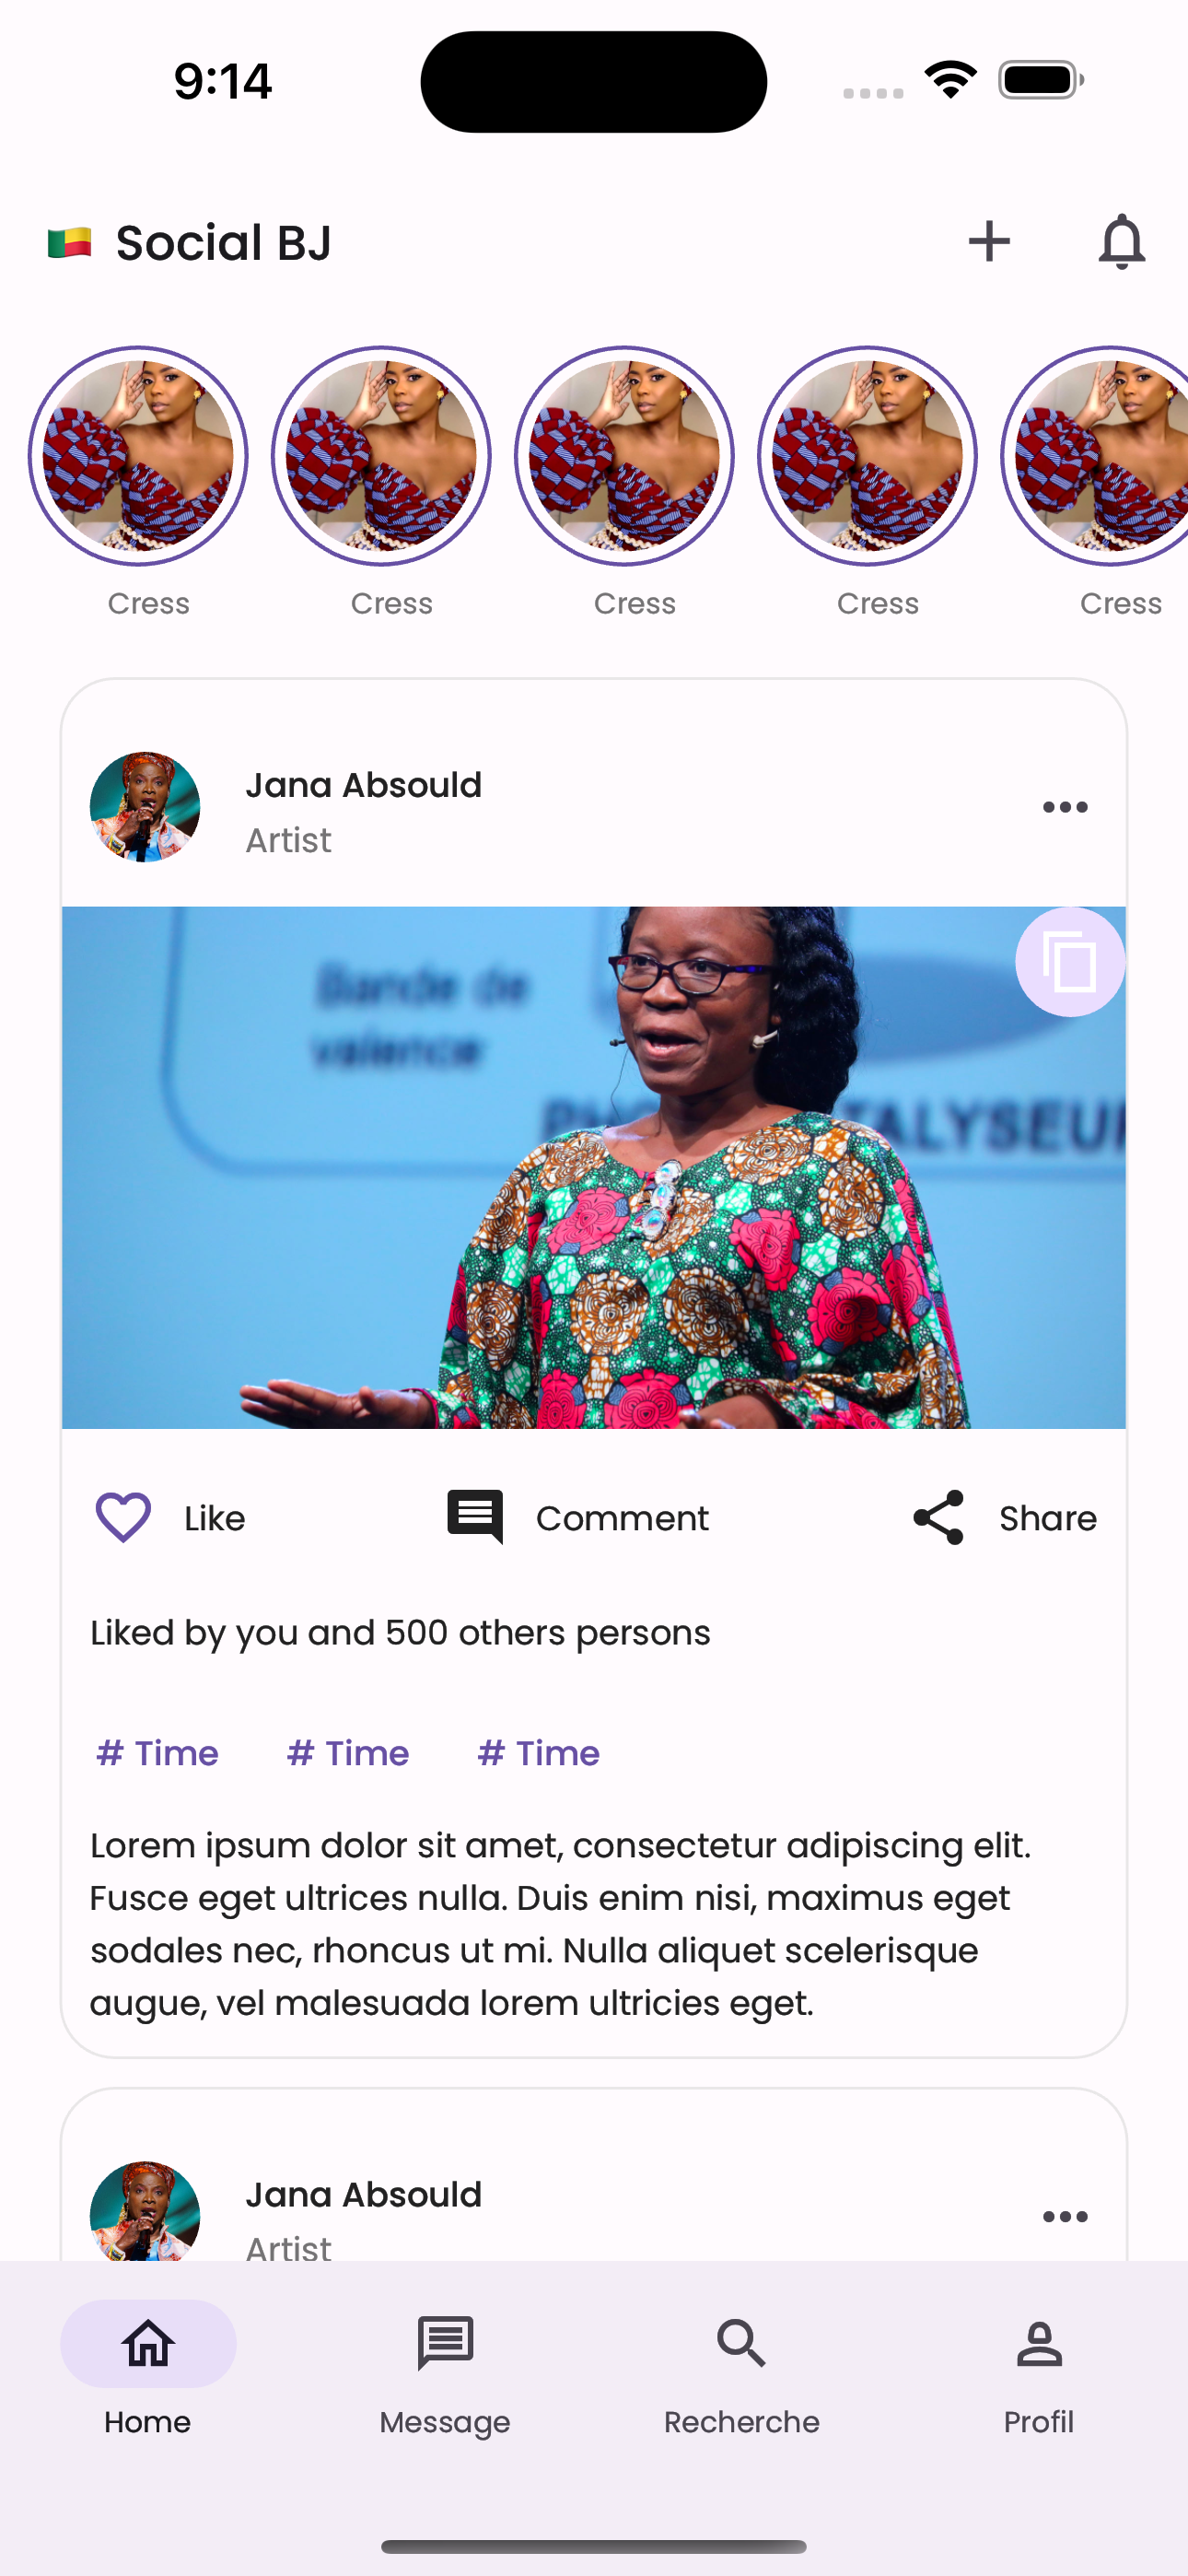 9:14
🇧🇯 Social BJ
Cress Cress Cress Cress Cress
Jana Absould
Artist
Bande de
valence
Like Comment Share
Liked by you and 500 others persons
# Time # Time # Time
Lorem ipsum dolor sit amet, consectetur adipiscing elit.
Fusce eget ultrices nulla. Duis enim nisi, maximus eget
sodales nec, rhoncus ut mi. Nulla aliquet scelerisque
augue, vel malesuada lorem ultricies eget.
Jana Absould
Artist
Home Message Recherche Profil